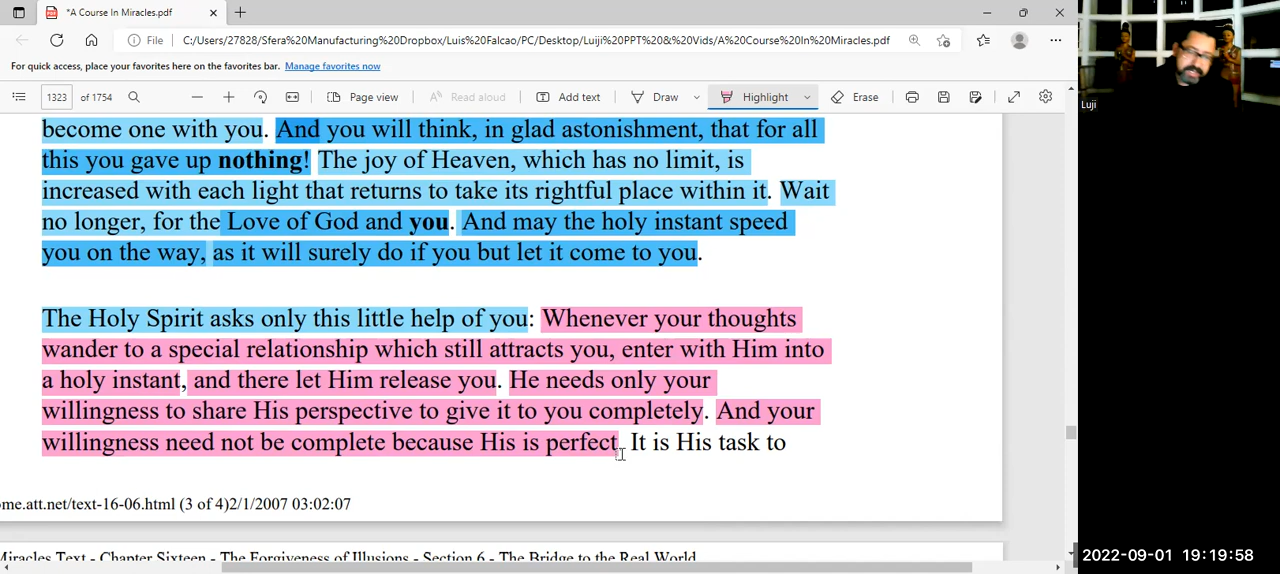 *A Course In Miracles.pdf
File
C:/Users/27828/Sfera%20Manufacturing%20Dropbox/Luis%20Falcao/PC/Desktop/Luiji%20PPT%20&%20Vids/A%20Course%20In%20Miracles.pdf
For quick access, place your favorites here on the favorites bar. Manage favorites now
1323 of 1754
Page view
Read aloud
Add text
Draw
Highlight
Erase
become one with you. And you will think, in glad astonishment, that for all
this you gave up nothing! The joy of Heaven, which has no limit, is
increased with each light that returns to take its rightful place within it. Wait
no longer, for the Love of God and you. And may the holy instant speed
you on the way, as it will surely do if you but let it come to you.
The Holy Spirit asks only this little help of you: Whenever your thoughts
wander to a special relationship which still attracts you, enter with Him into
a holy instant, and there let Him release you. He needs only your
willingness to share His perspective to give it to you completely. And your
willingness need not be complete because His is perfect. It is His task to
ome.att.net/text-16-06.html (3 of 4)2/1/2007 03:02:07
Miracles Text - Chapter Sixteen - The Forgiveness of Illusions - Section 6 - The Bridge to the Real World
Luji
2022-09-01 19:19:58